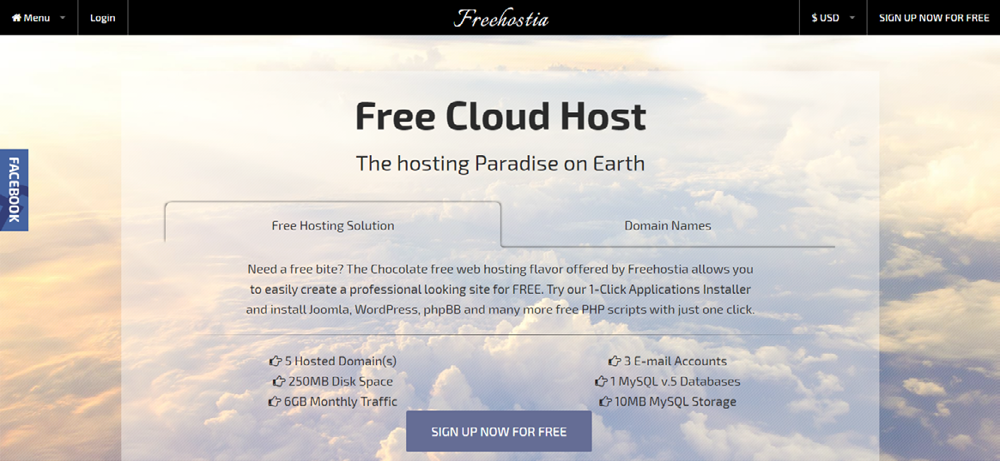 Menu
Login
Freehostia
$ USD
SIGN UP NOW FOR FREE
FACEBOOK
Free Cloud Host
The hosting Paradise on Earth
Free Hosting Solution
Domain Names
Need a free bite? The Chocolate free web hosting flavor offered by Freehostia allows you
to easily create a professional looking site for FREE. Try our 1-Click Applications Installer
and install Joomla, WordPress, phpBB and many more free PHP scripts with just one click.
5 Hosted Domain(s)
250MB Disk Space
6GB Monthly Traffic
3 E-mail Accounts
1 MySQL v.5 Databases
10MB MySQL Storage
SIGN UP NOW FOR FREE